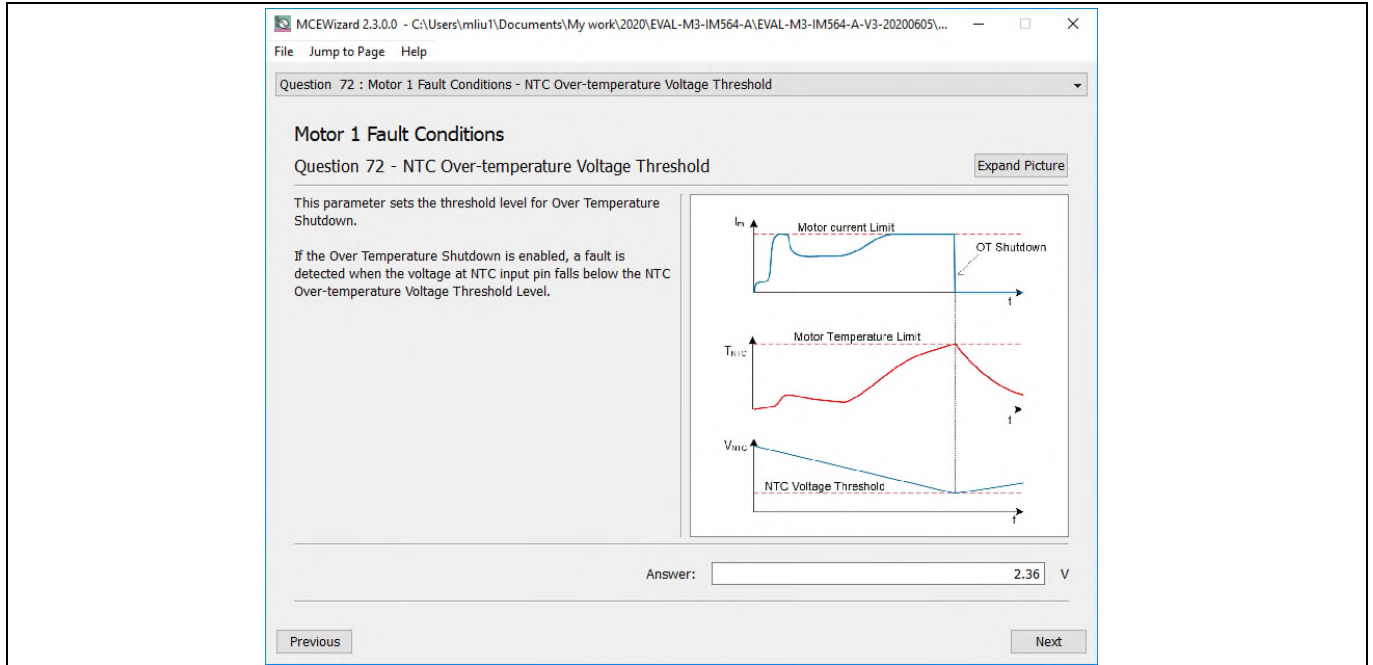 MCEWizard 2.3.0.0 - C:\Users\mliu1\Documents\My work\2020\EVAL-M3-IM564-A\EVAL-M3-IM564-A-V3-20200605\...
File Jump to Page Help
Question 72 : Motor 1 Fault Conditions - NTC Over-temperature Voltage Threshold
Motor 1 Fault Conditions
Question 72 - NTC Over-temperature Voltage Threshold
Expand Picture
This parameter sets the threshold level for Over Temperature
Shutdown.
If the Over Temperature Shutdown is enabled, a fault is
detected when the voltage at NTC input pin falls below the NTC
Over-temperature Voltage Threshold Level.
Im
Motor current Limit
OT Shutdown
t
Motor Temperature Limit
TNTC
t
VNTC
NTC Voltage Threshold
t
Answer: 2.36 V
Previous
Next